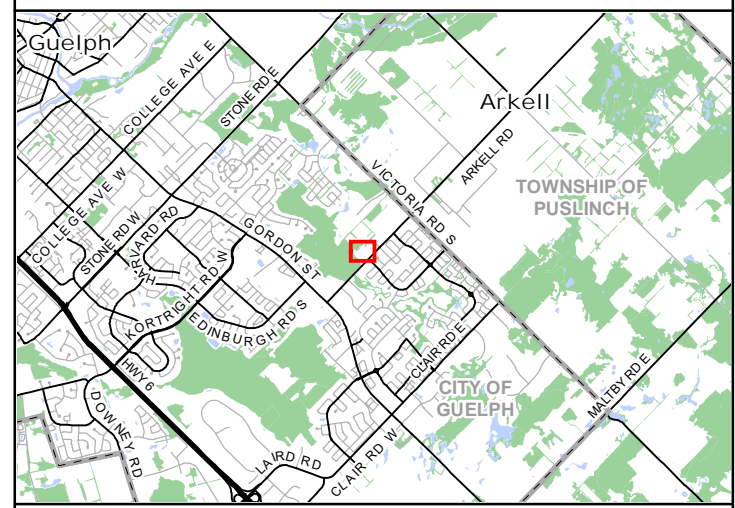 Guelph
COLLEGE AVE E
STONE RD E
Arkell
ARKELL RD
VICTORIA RD S
TOWNSHIP OF
PUSLINCH
COLLEGE AVE W
STONE RD W
HARVARD RD
GORDON ST
KORTRIGHT RD W
EDINBURGH RD S
HWY 6
CLAIR RD E
CITY OF
GUELPH
MALTBY RD E
DOWNEY RD
LAIRD RD
CLAIR RD W